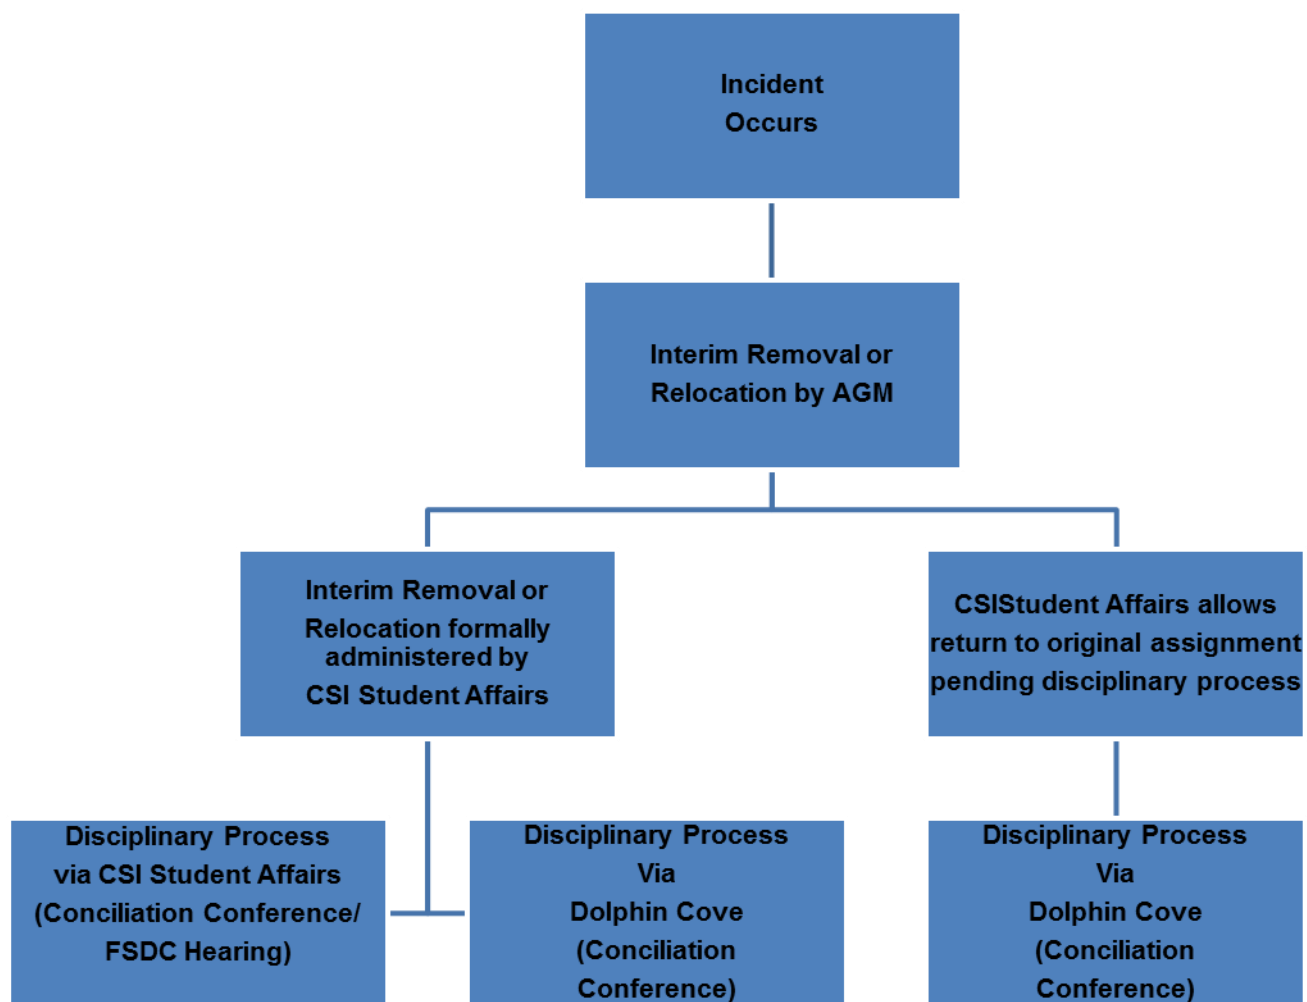 Incident
Occurs
Interim Removal or
Relocation by AGM
Interim Removal or
Relocation formally
administered by
CSI Student Affairs
CSIStudent Affairs allows
return to original assignment
pending disciplinary process
Disciplinary Process
via CSI Student Affairs
(Conciliation Conference/
FSDC Hearing)
Disciplinary Process
Via
Dolphin Cove
(Conciliation
Conference)
Disciplinary Process
Via
Dolphin Cove
(Conciliation
Conference)